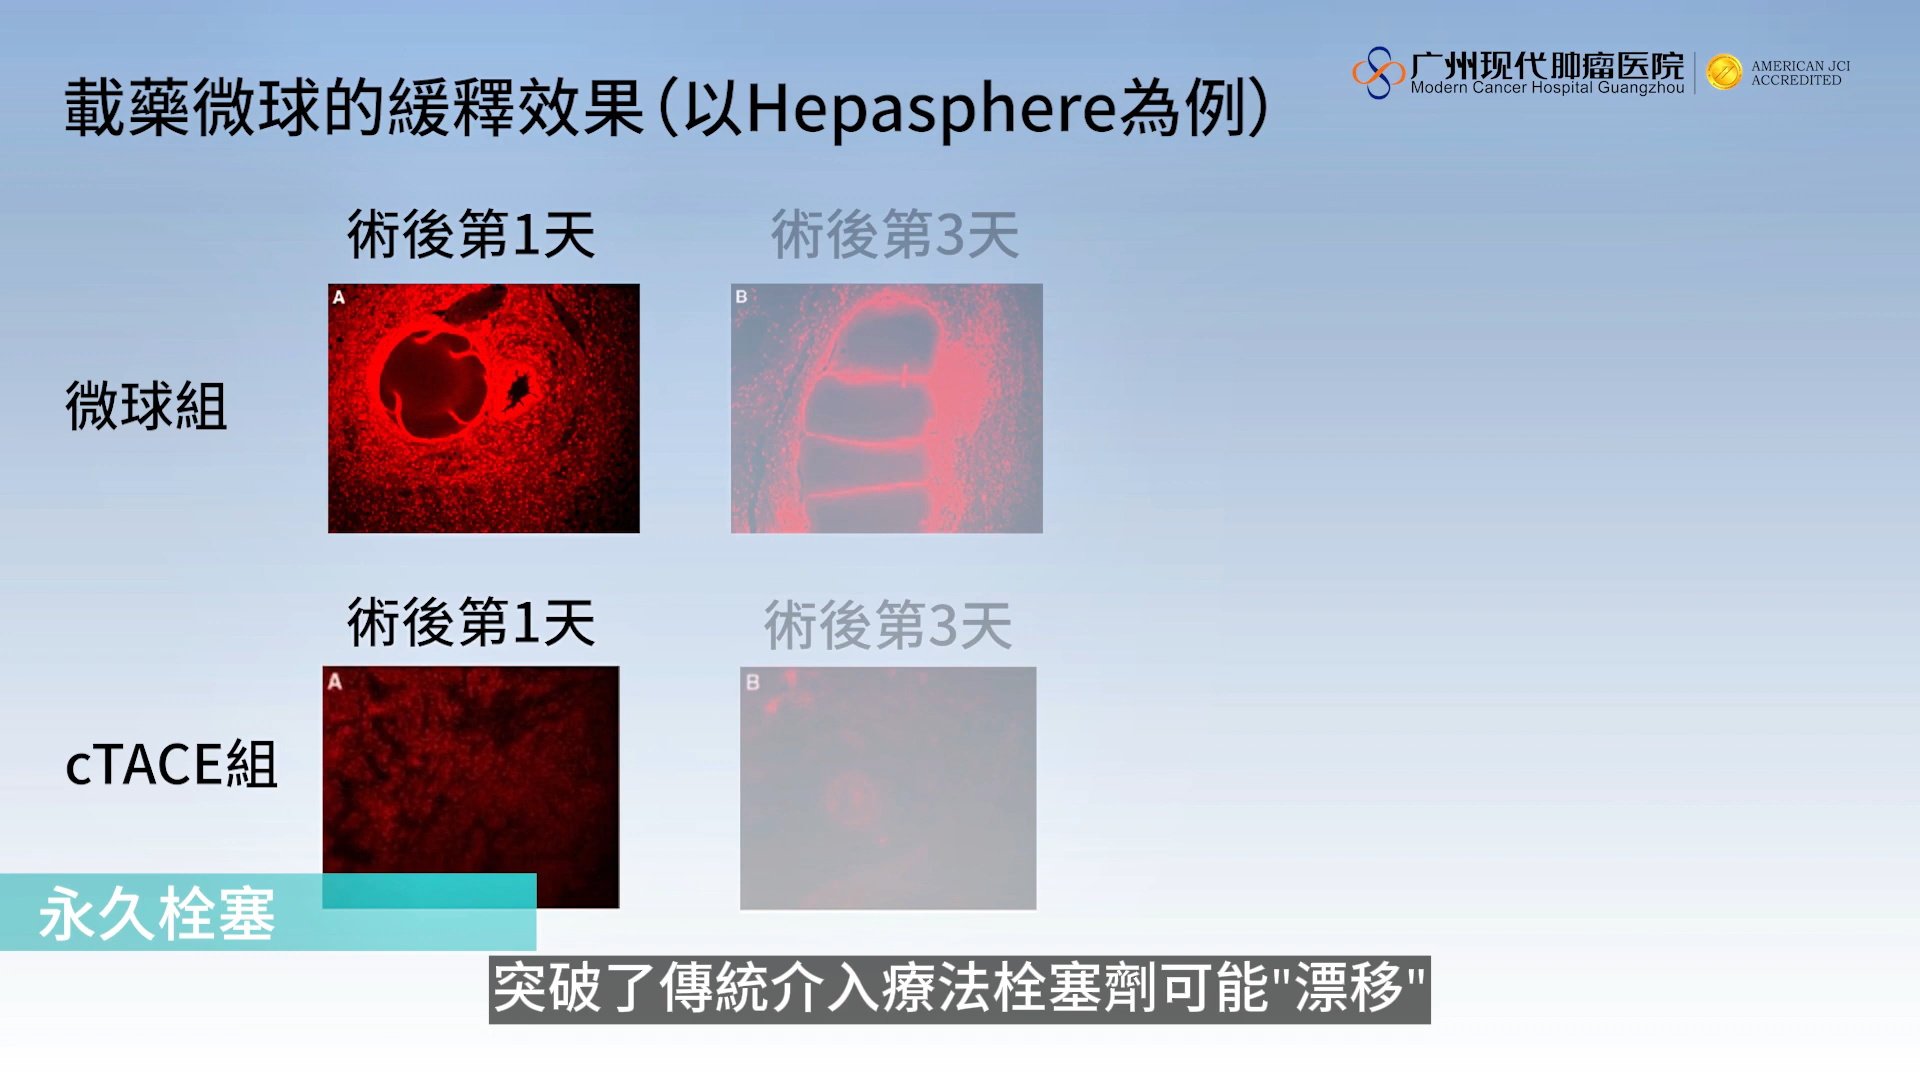 載藥微球的緩釋效果(以Hepasphere為例)
广州现代肿瘤医院
Modern Cancer Hospital Guangzhou
AMERICAN JCI
ACCREDITED
術後第1天
術後第3天
微球組
A
B
術後第1天
術後第3天
cTACE組
A
B
永久栓塞
突破了傳統介入療法栓塞劑可能"漂移"